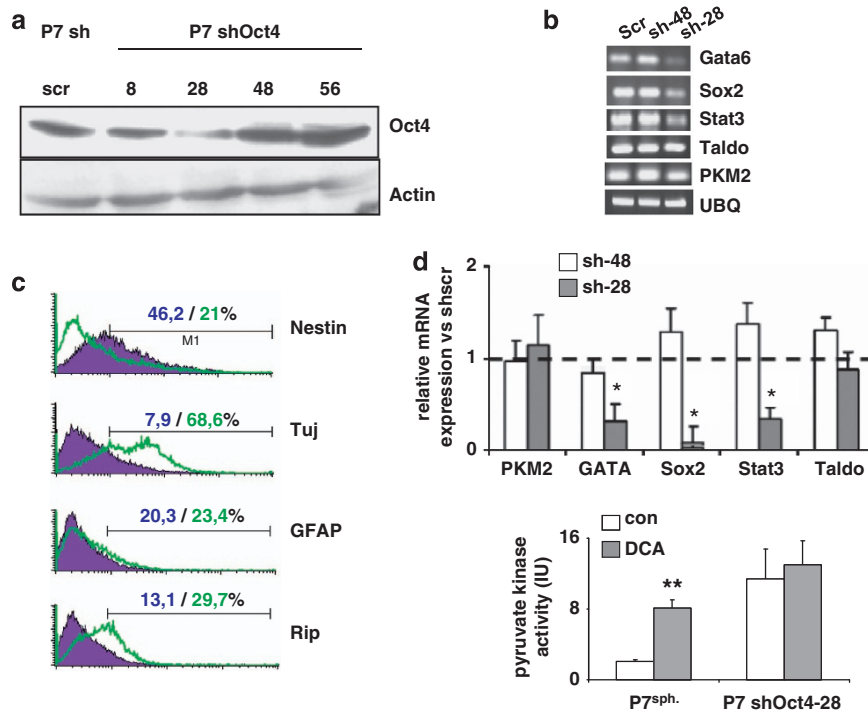 a
P7 sh
P7 shOct4
scr 8 28 48 56
Oct4
Actin
b
Scr sh-48 sh-28
Gata6
Sox2
Stat3
Taldo
PKM2
UBQ
c
46,2 / 21%
M1
Nestin
7,9 / 68,6%
Tuj
20,3 / 23,4%
GFAP
13,1 / 29,7%
Rip
d
sh-48
sh-28
relative mRNA
expression vs shscr
2
1
0
*
*
*
PKM2 GATA Sox2 Stat3 Taldo
con
DCA
pyruvate kinase
activity (IU)
16
8
0
**
P7sph. P7 shOct4-28